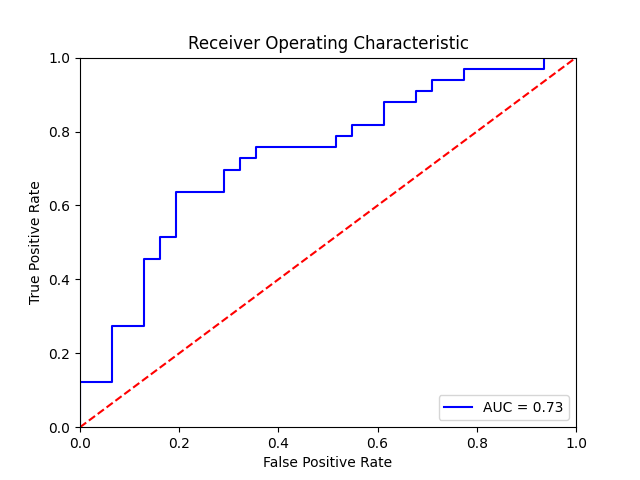 Receiver Operating Characteristic
True Positive Rate
1.0
0.8
0.6
0.4
0.2
0.0
AUC = 0.73
0.0 0.2 0.4 0.6 0.8 1.0
False Positive Rate